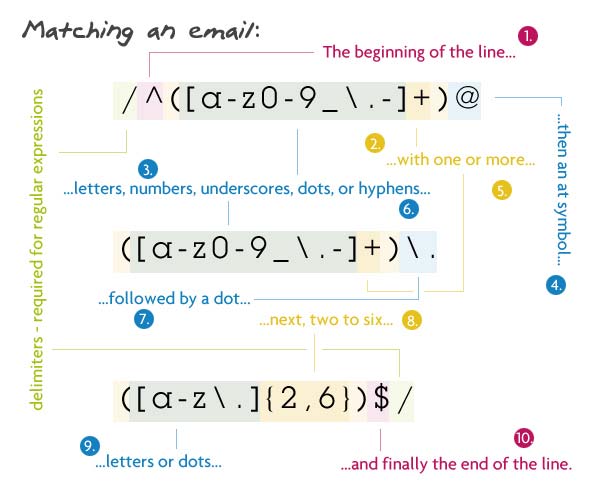 Matching an email:
1.
The beginning of the line...
/^([a-z0-9_\.-]+)@
2.
...with one or more...
3.
...letters, numbers, underscores, dots, or hyphens...
...then an at symbol...
4.
5.
6.
([a-z0-9_\.-]+)\.
...followed by a dot...
7.
...next, two to six...
8.
delimiters - required for regular expressions
([a-z\.]{2,6})$/
9.
...letters or dots...
10.
...and finally the end of the line.